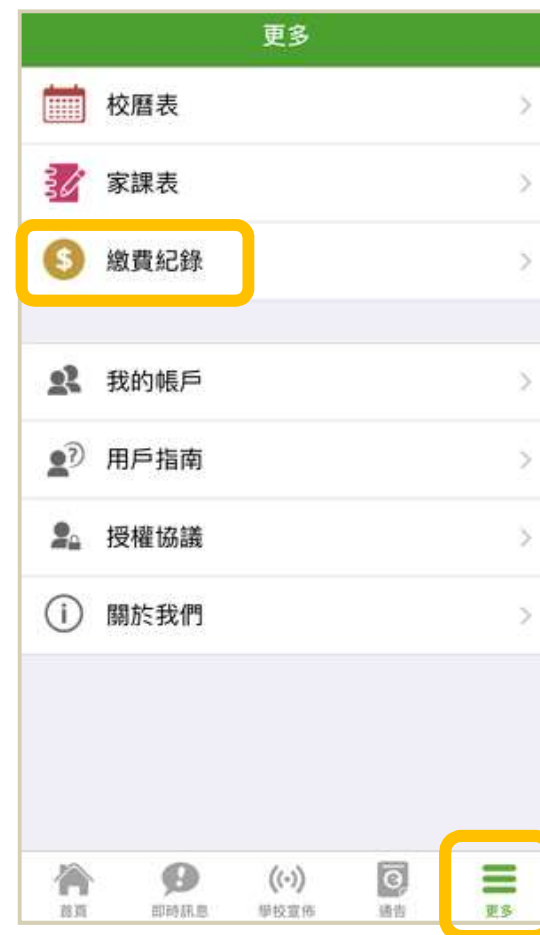 更多
校曆表
家課表
$ 繳費紀錄
我的帳戶
? 用戶指南
授權協議
i 關於我們
首頁 即時訊息 學校宣佈 通告 更多